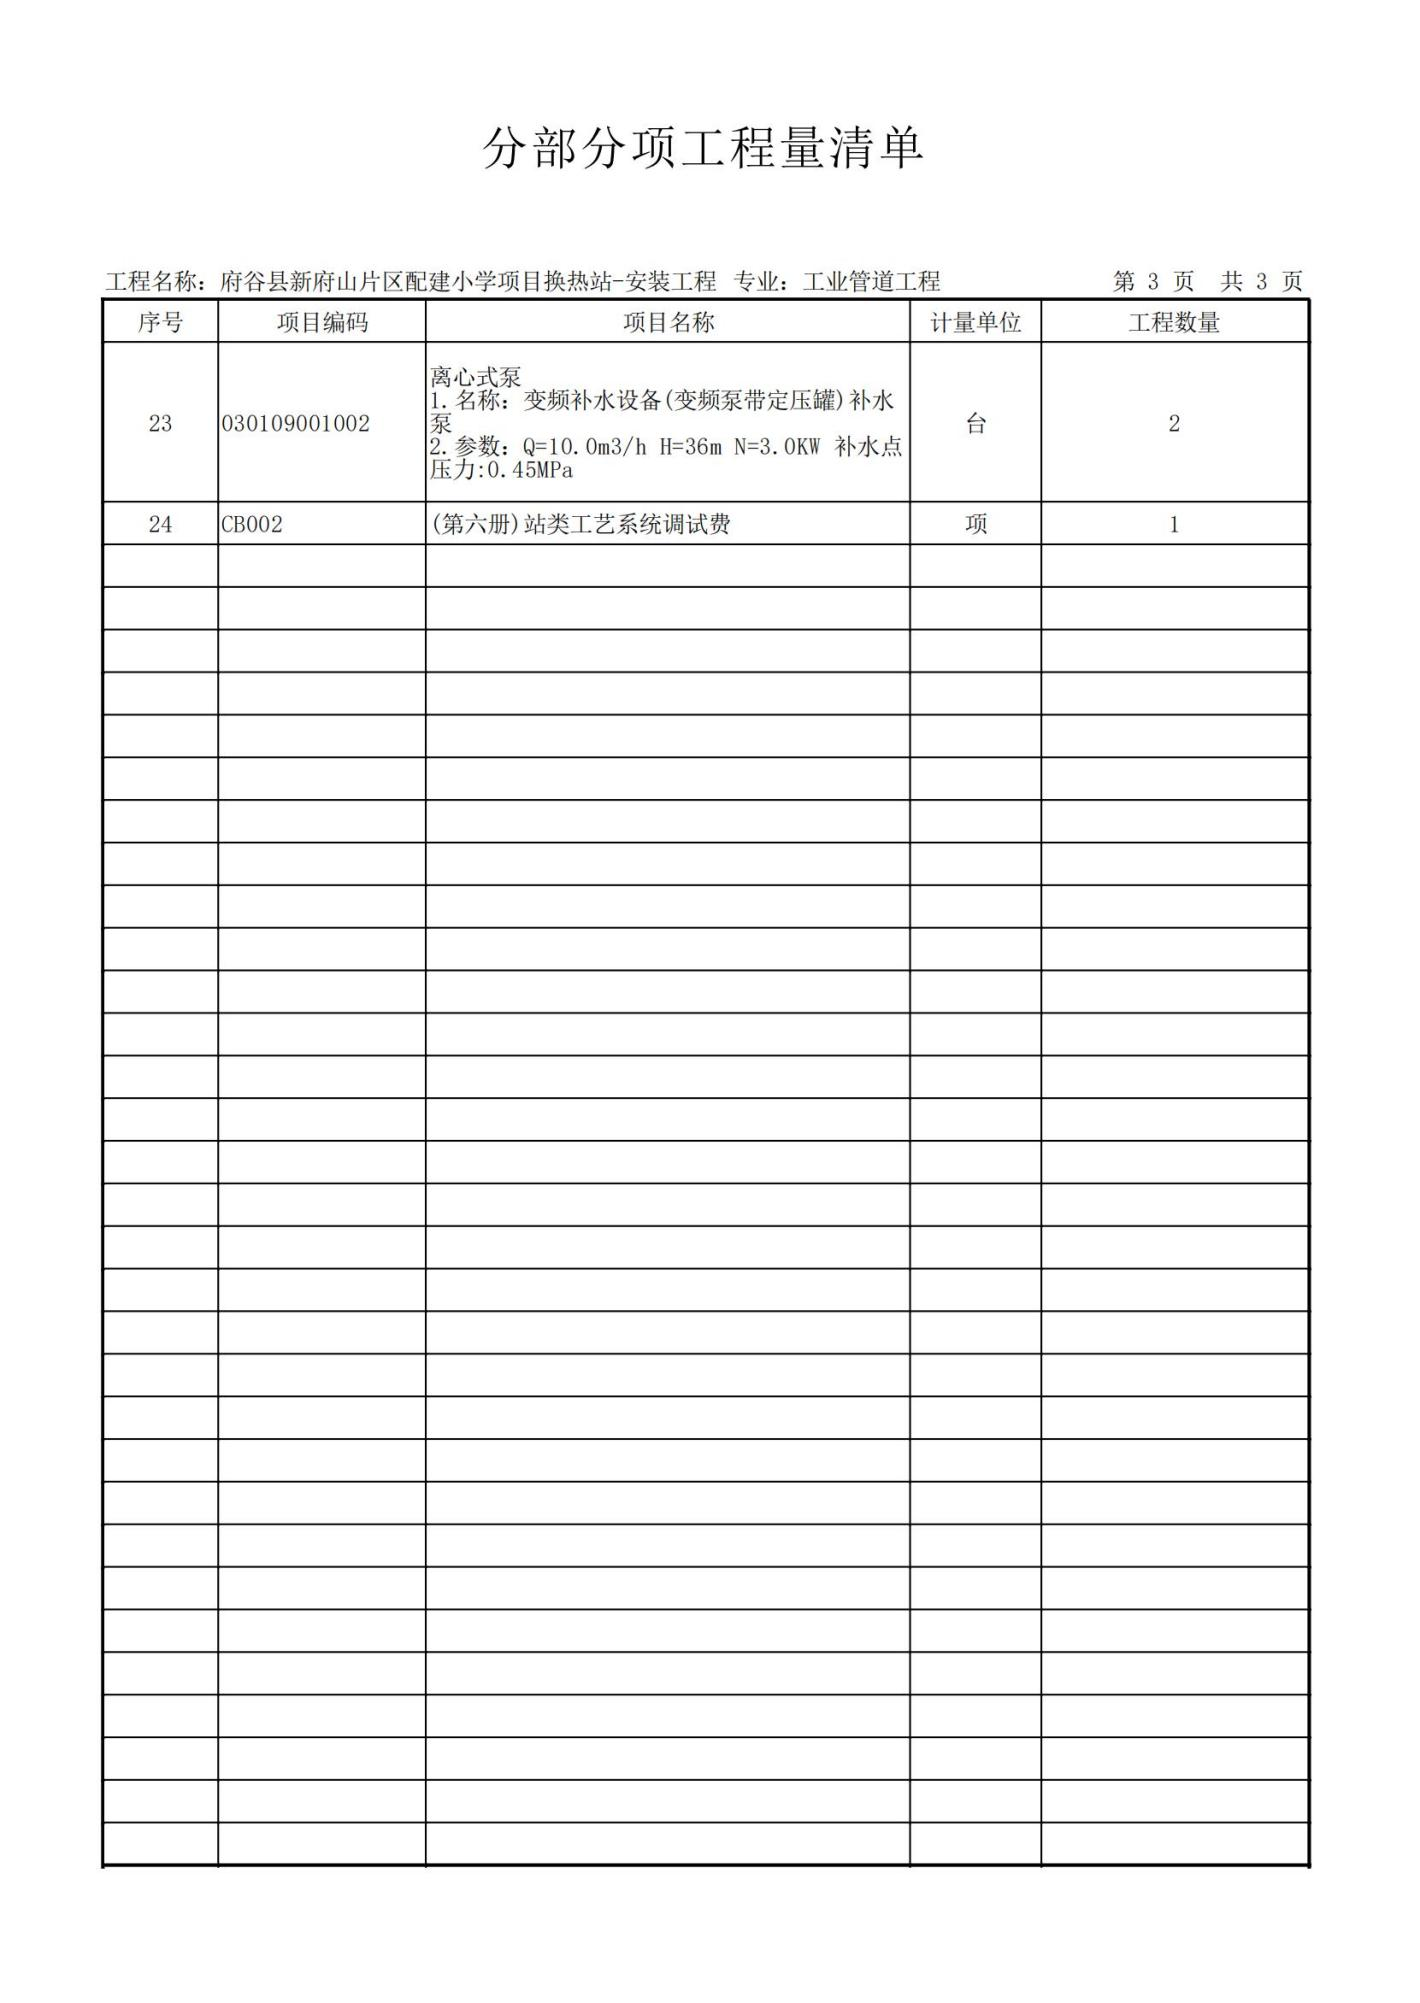 分部分项工程量清单
工程名称：府谷县新府山片区配建小学项目换热站-安装工程 专业：工业管道工程 第 3 页 共 3 页
序号 项目编码 项目名称 计量单位 工程数量
离心式泵
1.名称：变频补水设备(变频泵带定压罐)补水
23 030109001002 泵 台 2
2.参数：Q=10.0m3/h H=36m N=3.0KW 补水点
压力:0.45MPa
24 CB002 (第六册)站类工艺系统调试费 项 1